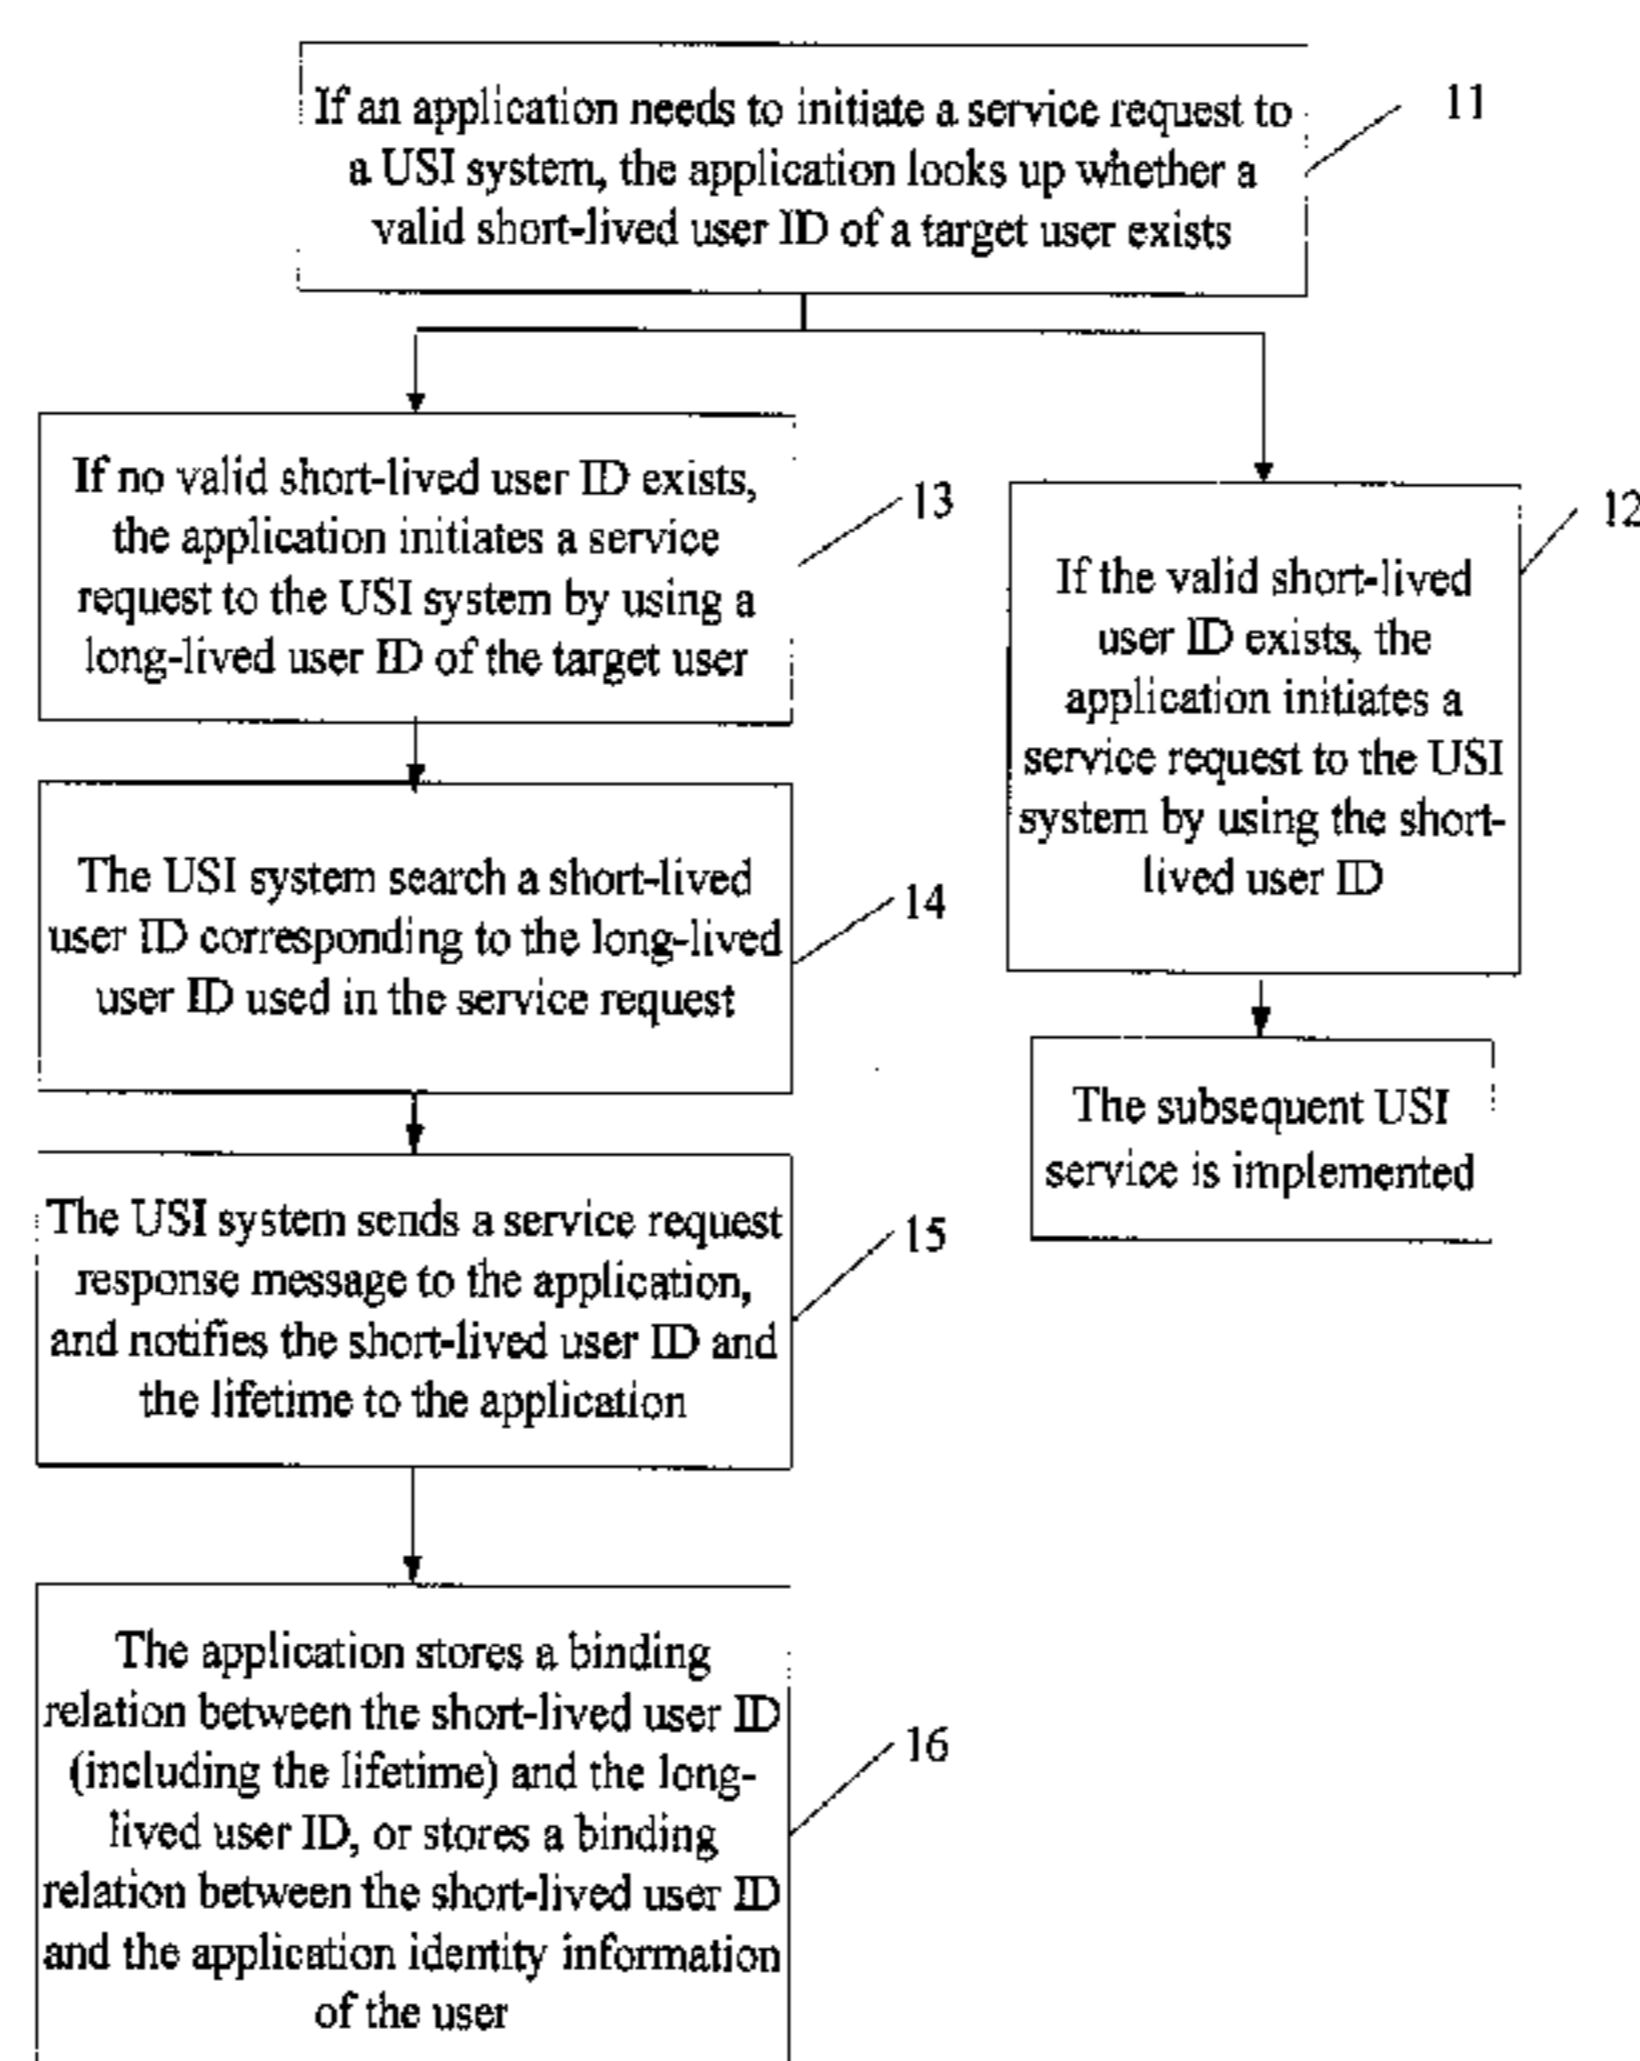 If an application needs to initiate a service request to
a USI system, the application looks up whether a
valid short-lived user ID of a target user exists
11
If no valid short-lived user ID exists,
the application initiates a service
request to the USI system by using a
long-lived user ID of the target user
13
If the valid short-lived
user ID exists, the
application initiates a
service request to the USI
system by using the short-
lived user ID
12
The USI system search a short-lived
user ID corresponding to the long-lived
user ID used in the service request
14
The subsequent USI
service is implemented
The USI system sends a service request
response message to the application,
and notifies the short-lived user ID and
the lifetime to the application
15
The application stores a binding
relation between the short-lived user ID
(including the lifetime) and the long-
lived user ID, or stores a binding
relation between the short-lived user ID
and the application identity information
of the user
16